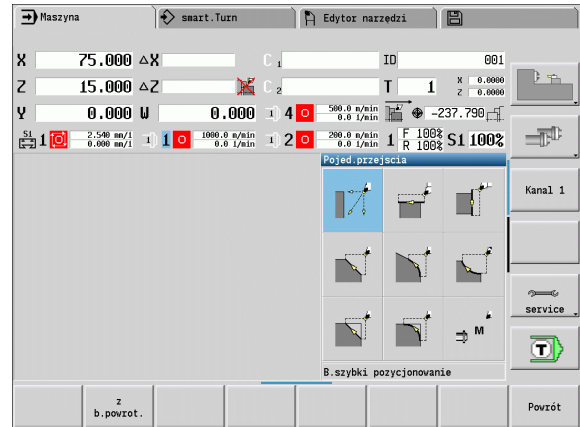 Maszyna
smart.Turn
Edytor narzędzi
X 75.000 △X C 1 ID 001
Z 15.000 △Z C 2 T 1 X 0.0000
Z 0.0000
Y 0.000 W 0.000 4 500.0 m/min
0.0 1/min
-237.790
S1 1 2.540 mm/1
0.000 mm/1
1 1000.0 m/min
0.0 1/min
2 200.0 m/min
0.0 1/min
1 F 100%
R 100%
S1 100%
Pojed.przejscia
Kanal 1
M
service
T
B.szybki pozycjonowanie
z
b.powrot.
Powrót